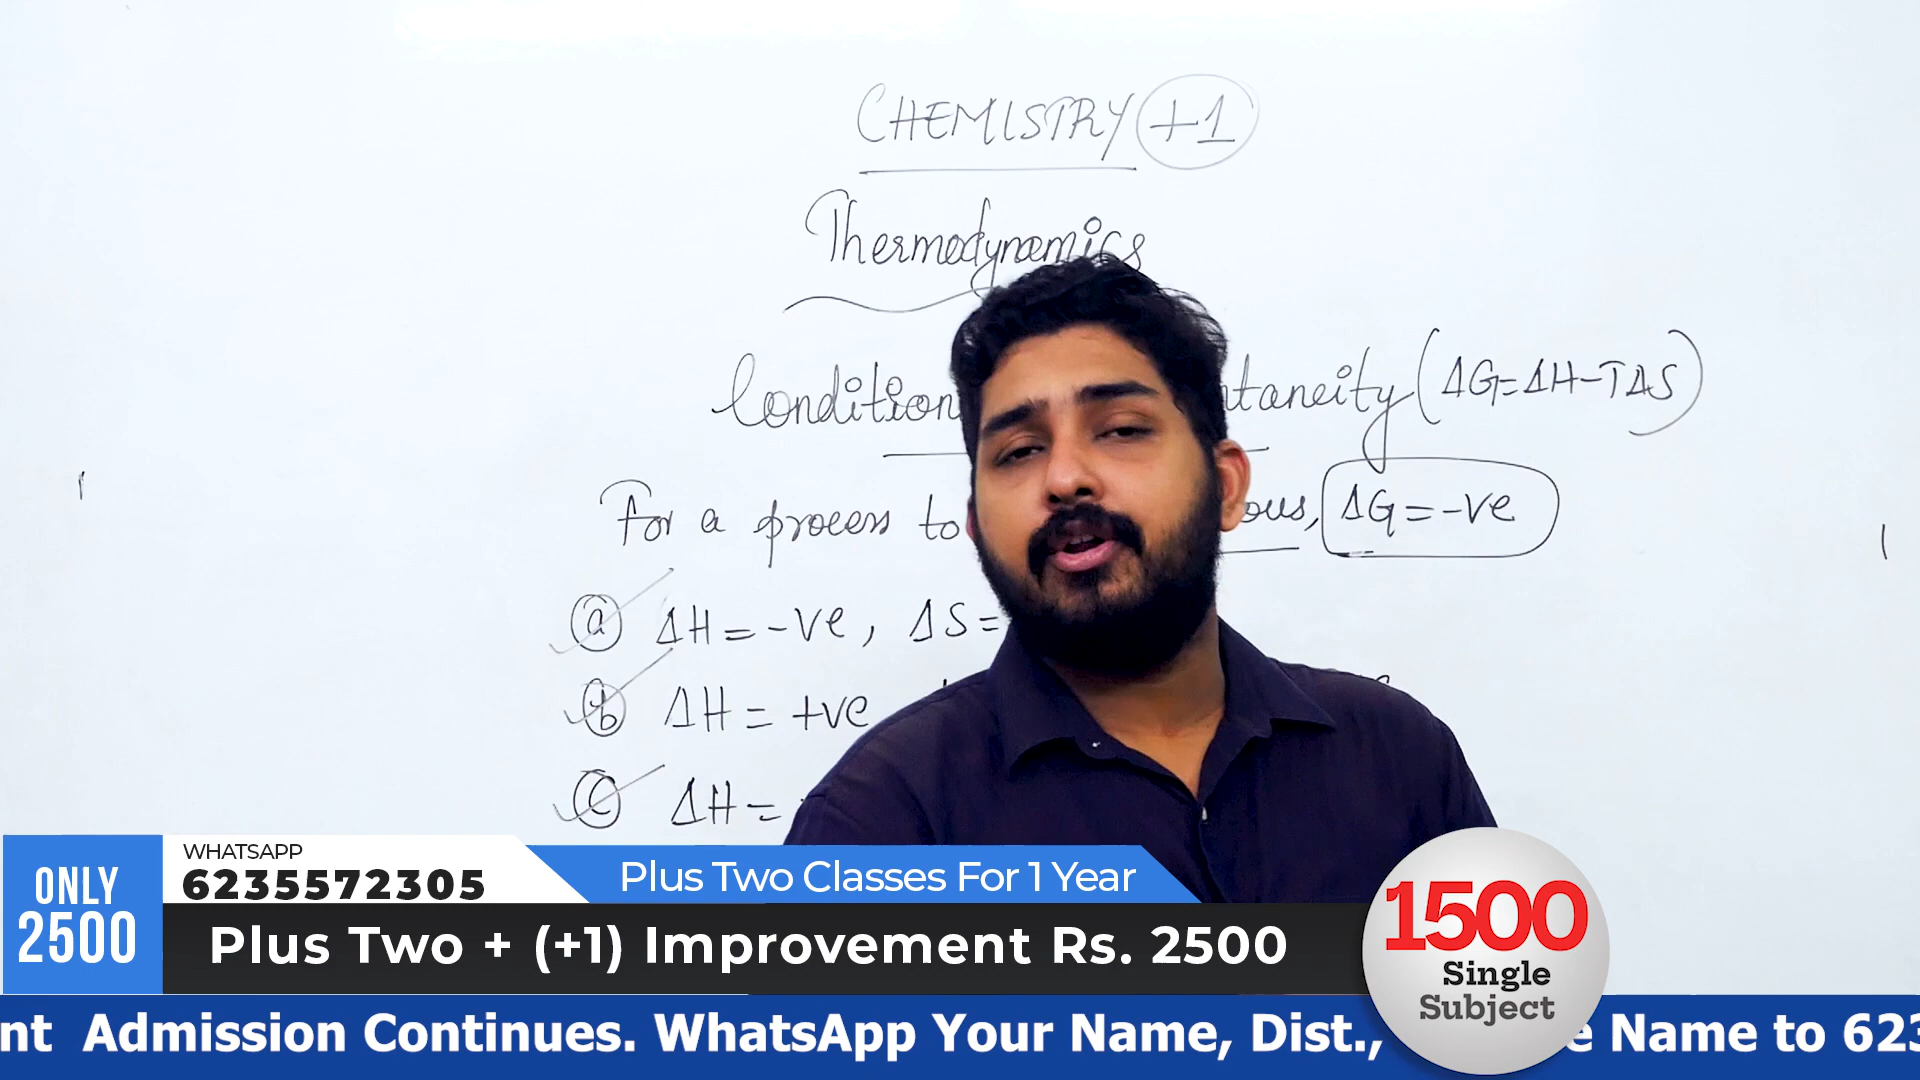 CHEMISTRY +1
Thermodynamics
Condition ntaneity (ΔG=ΔH-TΔS)
For a process to ous, ΔG = -ve
ⓐ ΔH = -ve, ΔS =
ⓑ ΔH = +ve
ⓒ ΔH =
ONLY
2500
WHATSAPP
6235572305
Plus Two Classes For 1 Year
Plus Two + (+1) Improvement Rs. 2500
1500
Single
Subject
nt Admission Continues. WhatsApp Your Name, Dist., e Name to 623